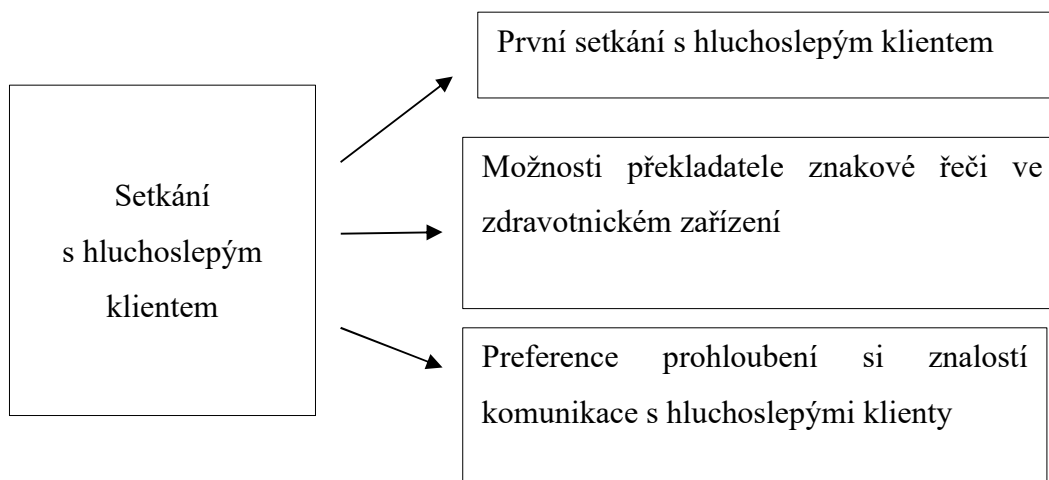 Setkání
s hluchoslepým
klientem
První setkání s hluchoslepým klientem
Možnosti překladatele znakové řeči ve
zdravotnickém zařízení
Preference prohloubení si znalostí
komunikace s hluchoslepými klienty